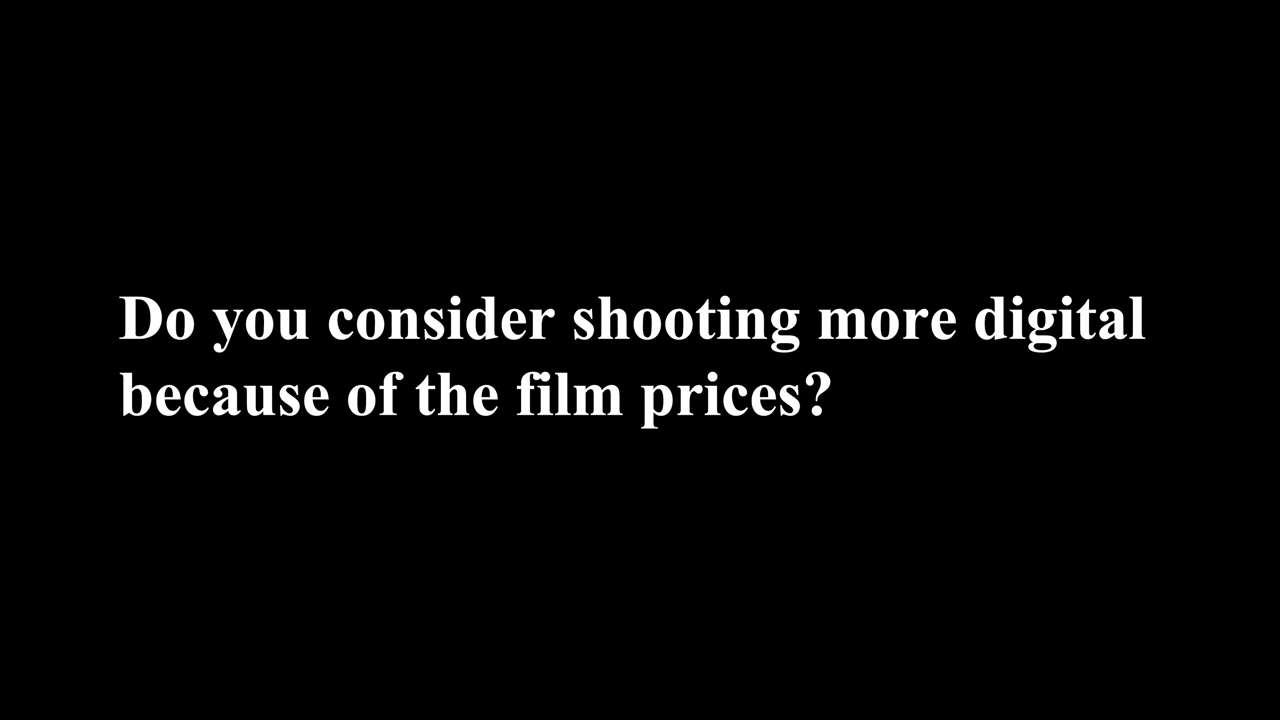 Do you consider shooting more digital
because of the film prices?